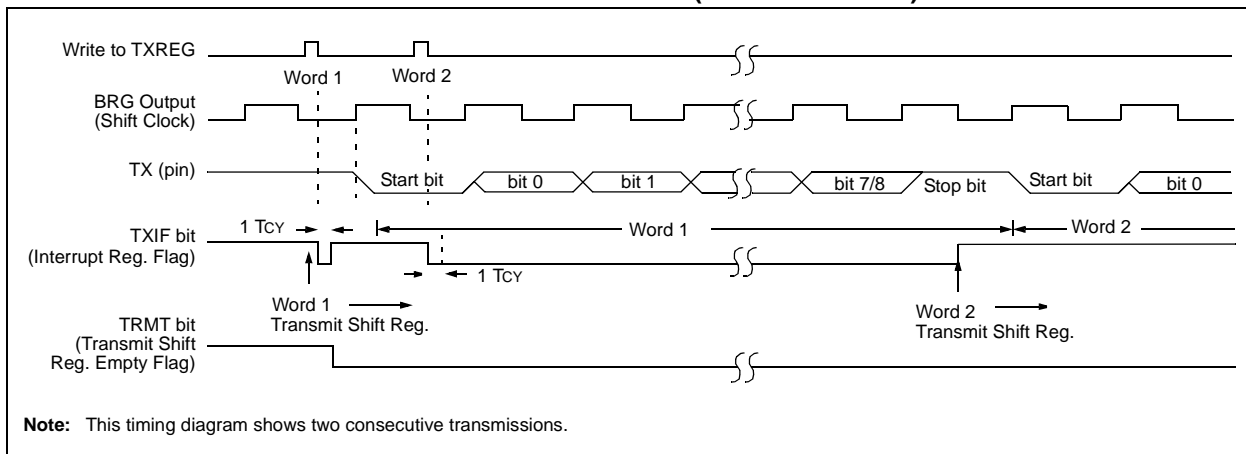 Write to TXREG
Word 1
Word 2
BRG Output
(Shift Clock)
TX (pin)
Start bit
bit 0
bit 1
bit 7/8
Stop bit
Start bit
bit 0
TXIF bit
(Interrupt Reg. Flag)
1 TCY
Word 1
Word 2
1 TCY
Word 1
Transmit Shift Reg.
Word 2
Transmit Shift Reg.
TRMT bit
(Transmit Shift
Reg. Empty Flag)
Note: This timing diagram shows two consecutive transmissions.